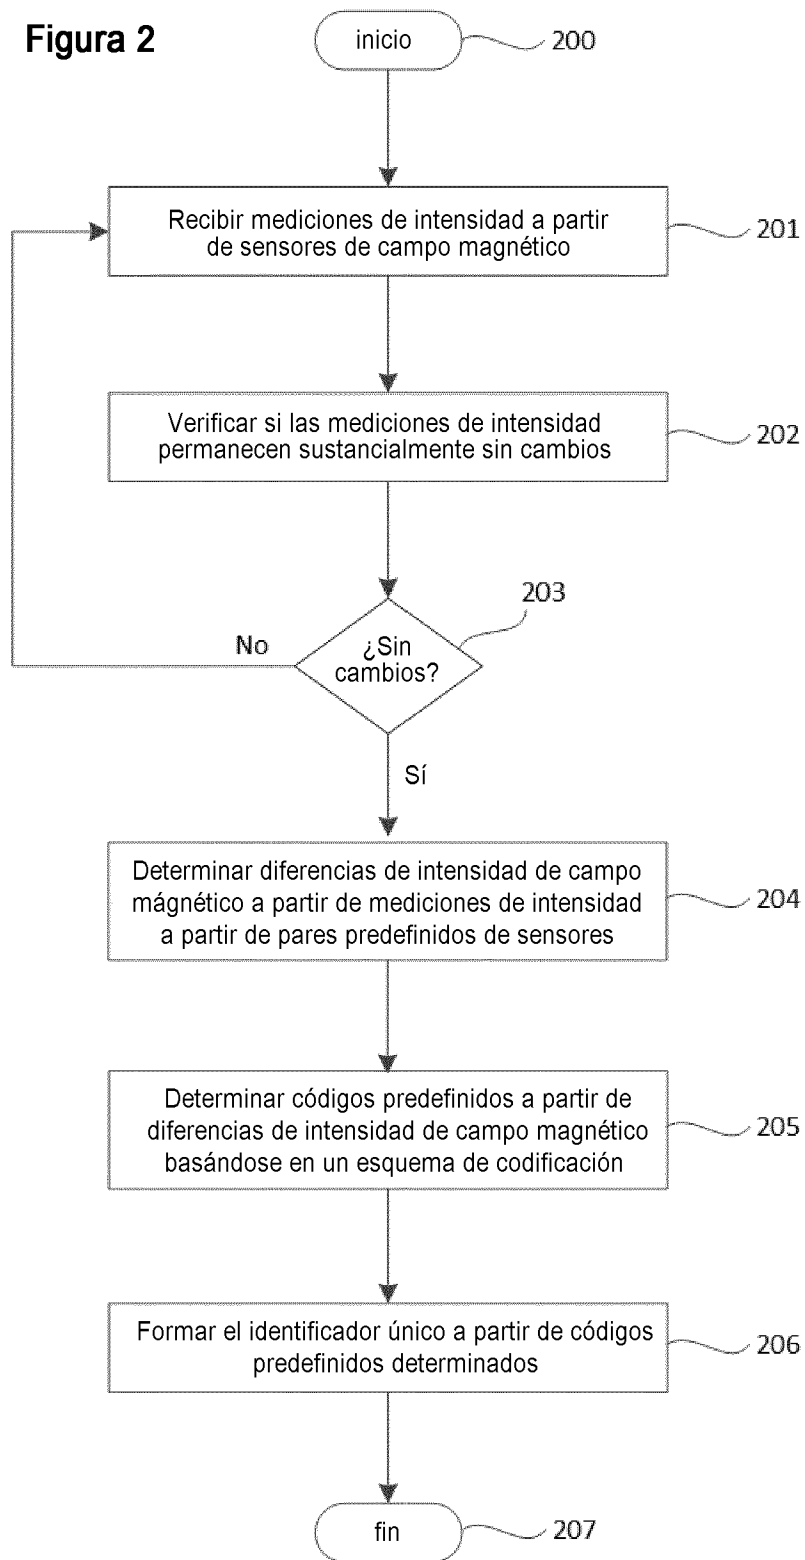 Figura 2
inicio
200
Recibir mediciones de intensidad a partir
de sensores de campo magnético
201
Verificar si las mediciones de intensidad
permanecen sustancialmente sin cambios
202
203
No
¿Sin
cambios?
Sí
Determinar diferencias de intensidad de campo
mágnético a partir de mediciones de intensidad
a partir de pares predefinidos de sensores
204
Determinar códigos predefinidos a partir de
diferencias de intensidad de campo magnético
basándose en un esquema de codificación
205
Formar el identificador único a partir de códigos
predefinidos determinados
206
fin
207